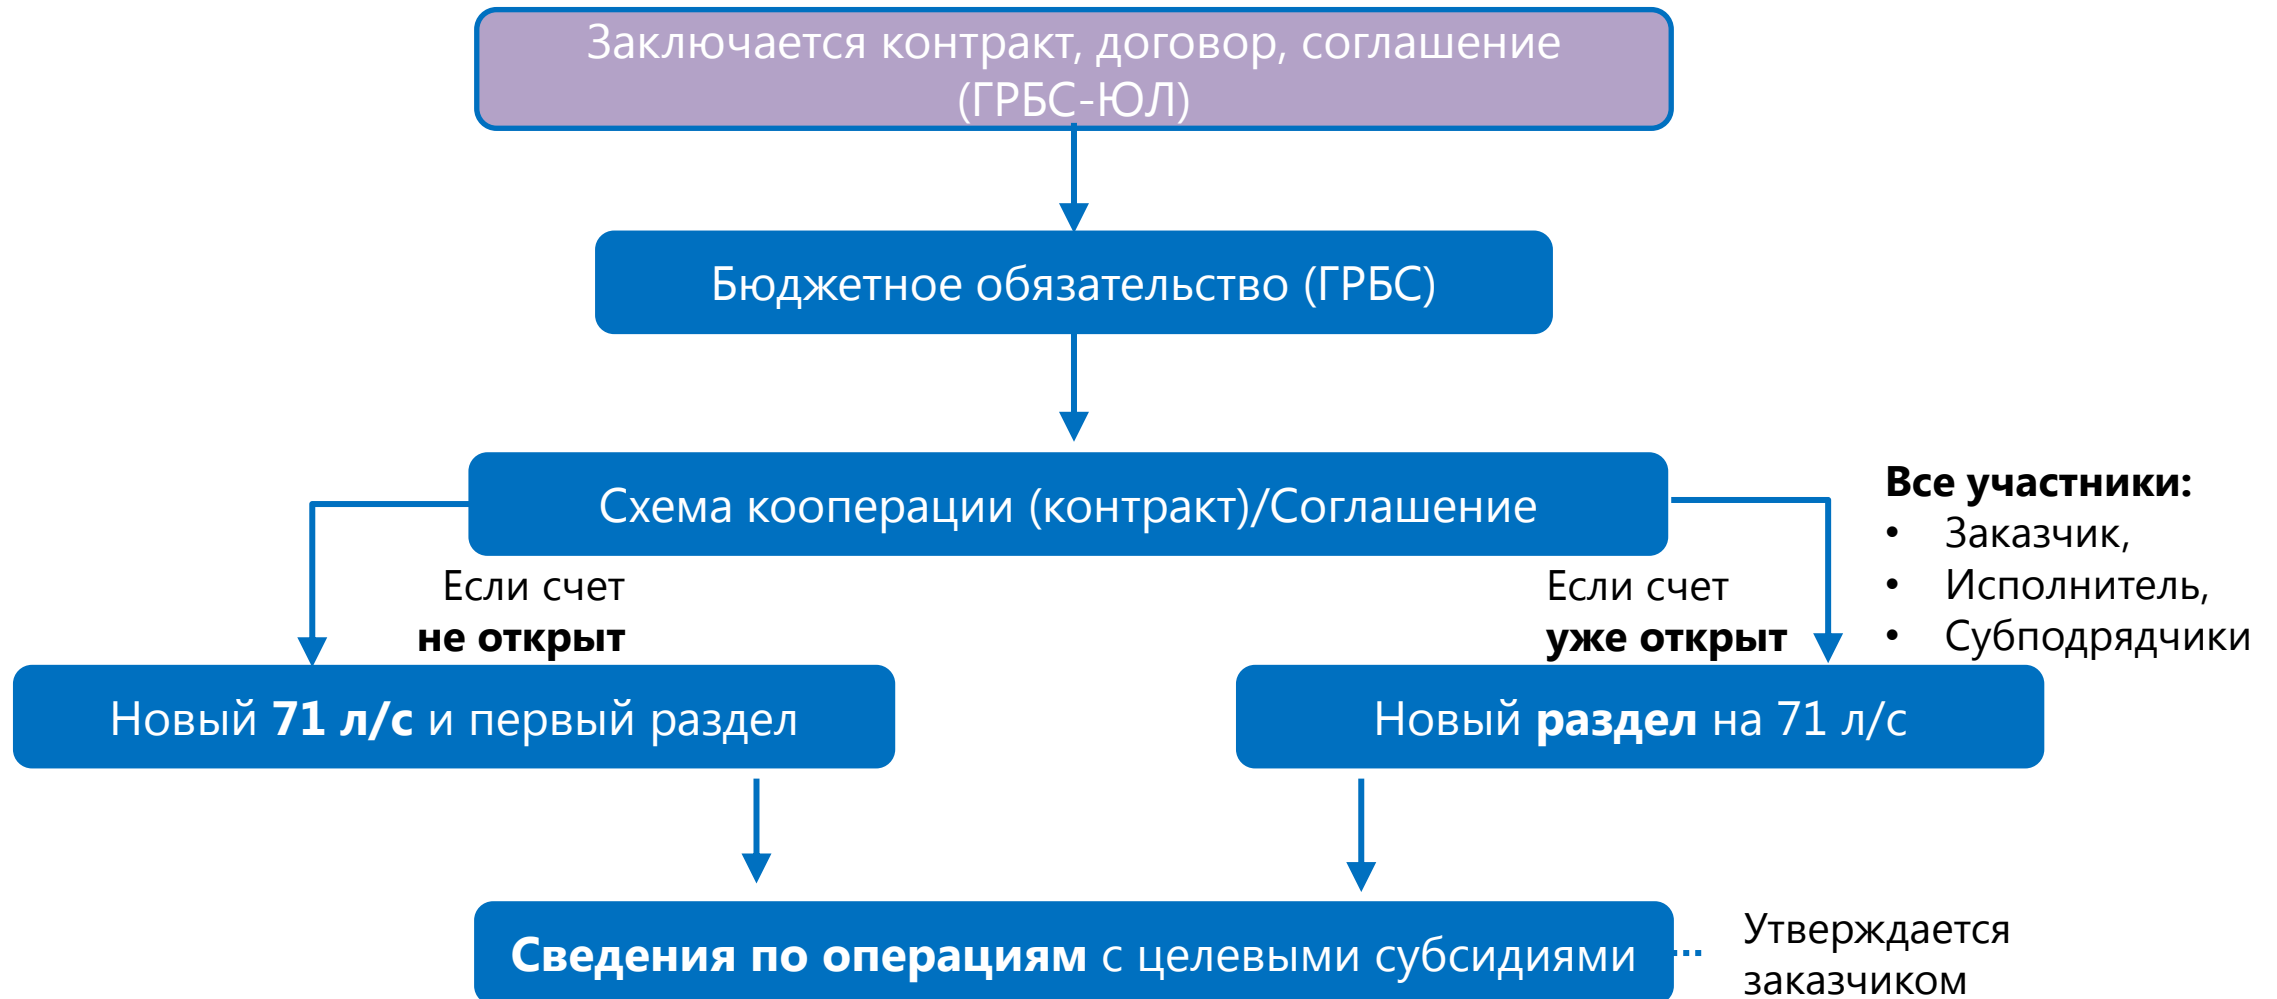 Заключается контракт, договор, соглашение
(ГРБС-ЮЛ)
Бюджетное обязательство (ГРБС)
Схема кооперации (контракт)/Соглашение
Все участники:
• Заказчик,
• Исполнитель,
• Субподрядчики
Если счет
не открыт
Если счет
уже открыт
Новый 71 л/с и первый раздел
Новый раздел на 71 л/с
Сведения по операциям с целевыми субсидиями
Утверждается
заказчиком